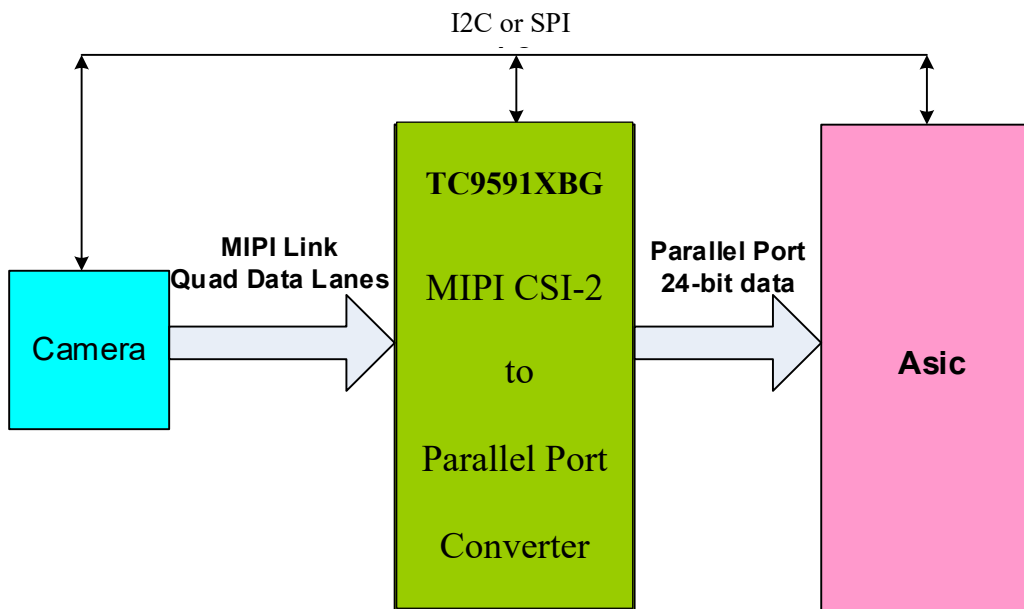 I2C or SPI
TC9591XBG
MIPI CSI-2
to
Parallel Port
Converter
MIPI Link
Quad Data Lanes
Parallel Port
24-bit data
Camera
Asic